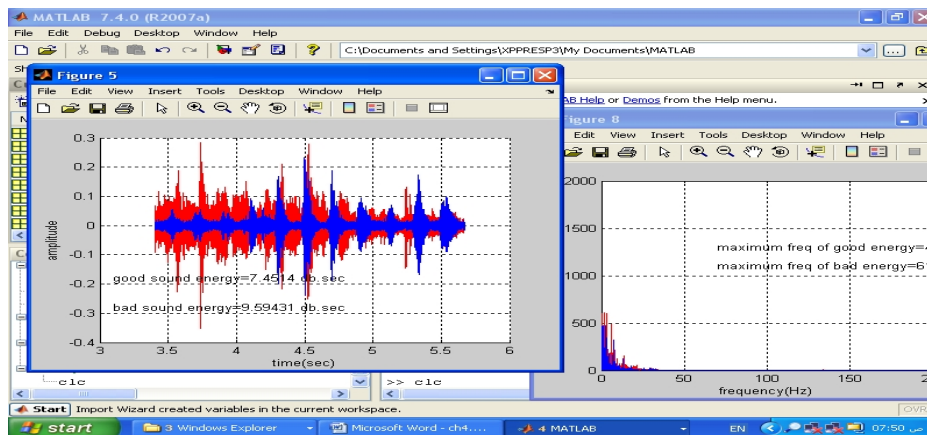 MATLAB 7.4.0 (R2007a)
File Edit Debug Desktop Window Help
C:\Documents and Settings\XPPRESP3\My Documents\MATLAB
Figure 5
File Edit View Insert Tools Desktop Window Help
0.3
0.2
0.1
0
-0.1
-0.2
-0.3
-0.4
amplitude
good sound energy=7.4514 db.sec
bad sound energy=9.59431 db.sec
3 3.5 4 4.5 5 5.5 6
time(sec)
AB Help or Demos from the Help menu.
igure 8
Edit View Insert Tools Desktop Window Help
2000
1500
1000
500
0
maximum freq of good energy=4
maximum freq of bad energy=61
0 50 100 150
frequency(Hz)
clc
>> clc
Start Import Wizard created variables in the current workspace.
OVR
start 3 Windows Explorer Microsoft Word - ch4.... 4 MATLAB EN 07:50 ص